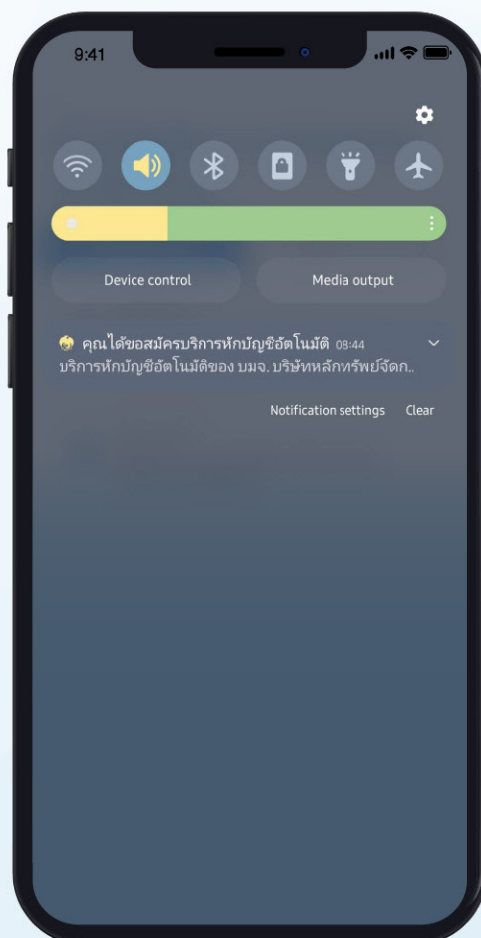 9:41
Device control
Media output
คุณได้ขอสมัครบริการหักบัญชีอัตโนมัติ 08:44
บริการหักบัญชีอัตโนมัติของ บมจ. บริษัทหลักทรัพย์จัดก..
Notification settings
Clear